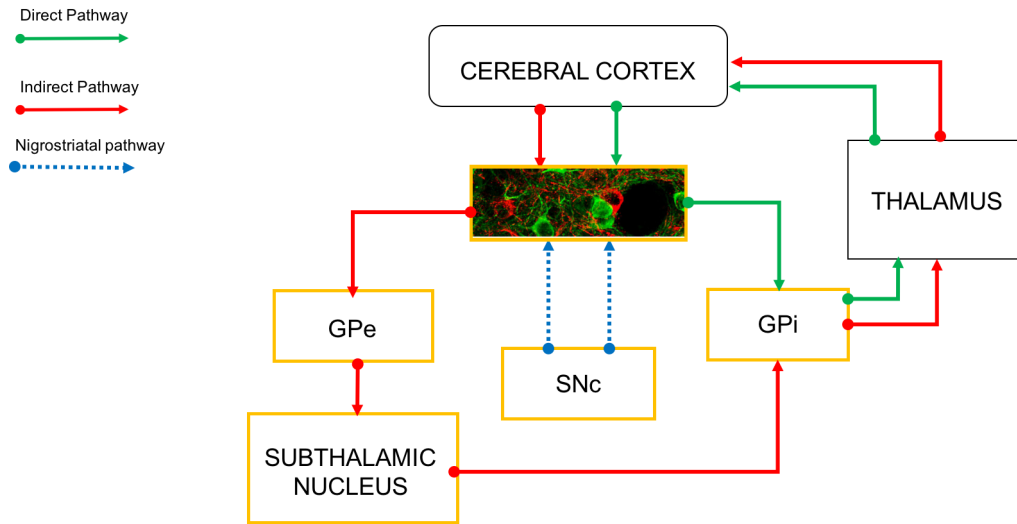 Direct Pathway
Indirect Pathway
Nigrostriatal pathway
CEREBRAL CORTEX
THALAMUS
GPe
GPi
SNc
SUBTHALAMIC
NUCLEUS